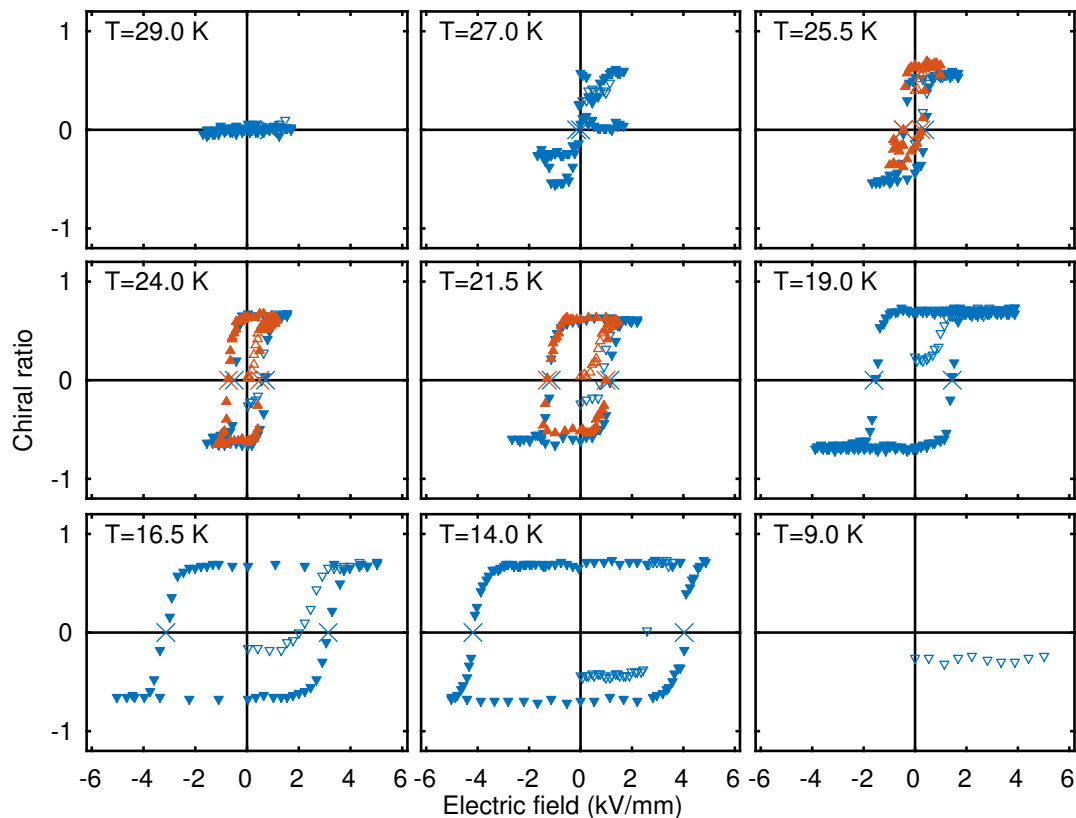 T=29.0 K
T=27.0 K
T=25.5 K
1
0
-1
T=24.0 K
T=21.5 K
T=19.0 K
1
0
-1
Chiral ratio
T=16.5 K
T=14.0 K
T=9.0 K
1
0
-1
-6 -4 -2 0 2 4 6
-6 -4 -2 0 2 4 6
-6 -4 -2 0 2 4 6
Electric field (kV/mm)